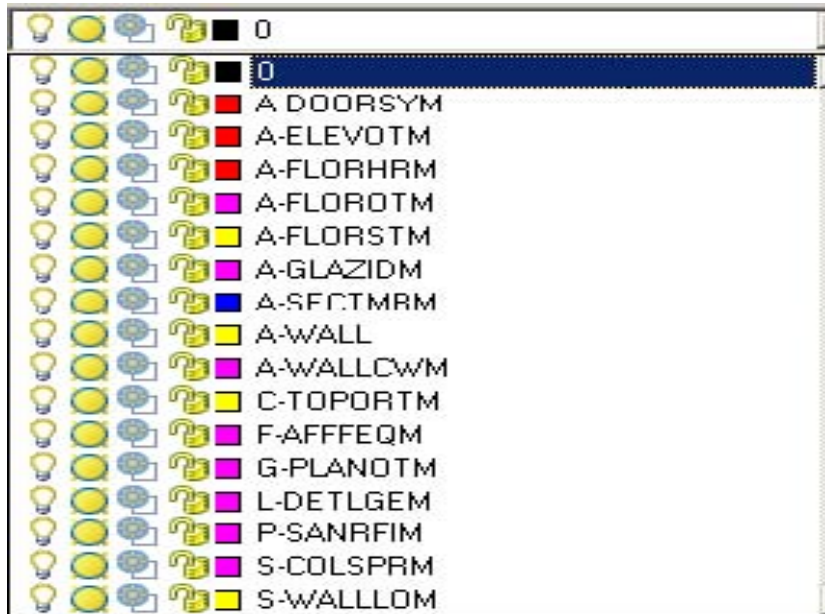 0
0
A-DOORSYM
A-ELEVOTM
A-FLORHRM
A-FLOROTM
A-FLORSTM
A-GLAZIDM
A-SECTMBM
A-WALL
A-WALLCWM
C-TOPORTM
F-AFFFEQM
G-PLANOTM
L-DETLGEM
P-SANRFIM
S-COLSPRM
S-WALLLOM